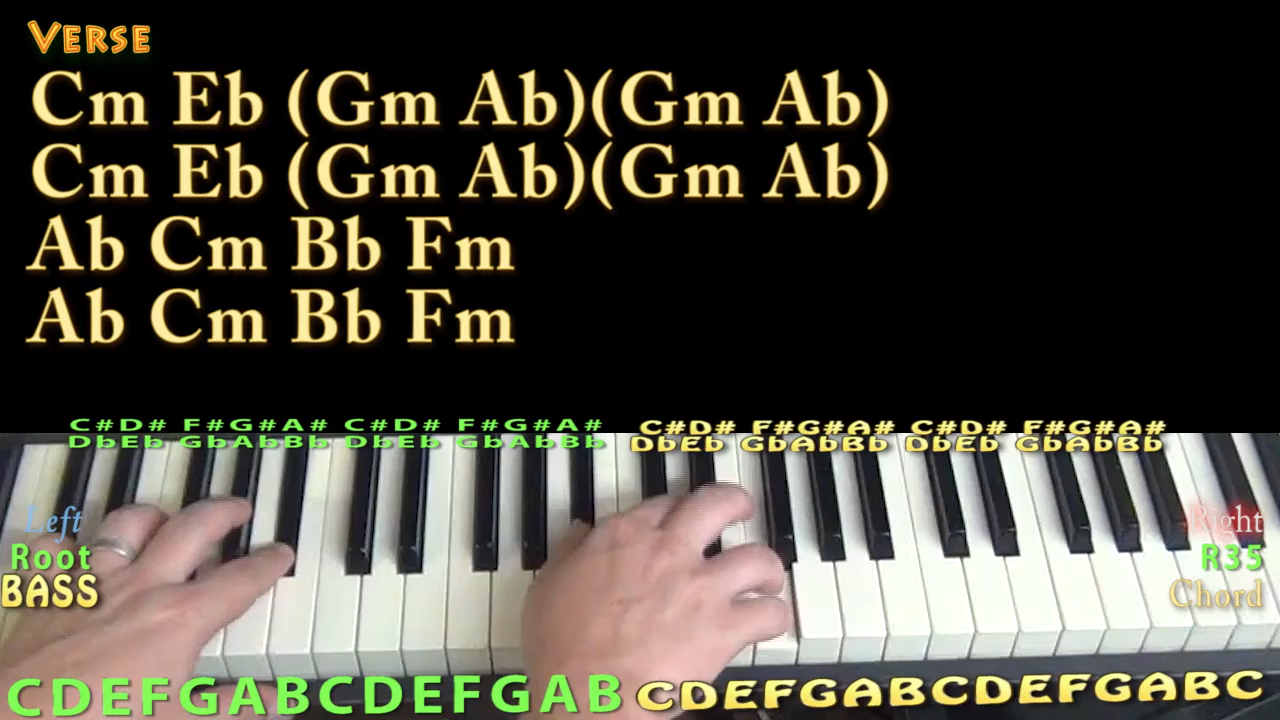 VERSE
Cm Eb (Gm Ab)(Gm Ab)
Cm Eb (Gm Ab)(Gm Ab)
Ab Cm Bb Fm
Ab Cm Bb Fm
C#D# F#G#A# C#D# F#G#A# C#D# F#G#A# C#D# F#G#A#
DbEb GbAbBb DbEb GbAbBb DbEb GbAbBb DbEb GbAbBb
Left
Root
BASS
Right
R35
Chord
CDEFGABCDEFGAB CDEFGABCDEFGABC